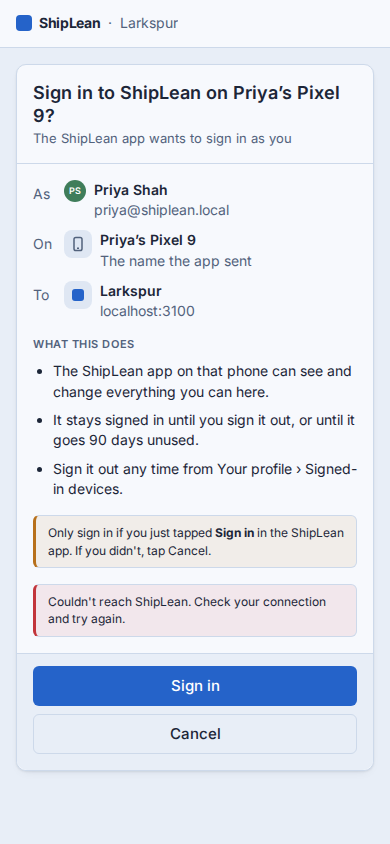 ShipLean · Larkspur
Sign in to ShipLean on Priya’s Pixel
9?
The ShipLean app wants to sign in as you
As
PS
Priya Shah
priya@shiplean.local
On
Priya’s Pixel 9
The name the app sent
To
Larkspur
localhost:3100
WHAT THIS DOES
• The ShipLean app on that phone can see and
change everything you can here.
• It stays signed in until you sign it out, or until it
goes 90 days unused.
• Sign it out any time from Your profile › Signed-
in devices.
Only sign in if you just tapped Sign in in the ShipLean
app. If you didn't, tap Cancel.
Couldn't reach ShipLean. Check your connection
and try again.
Sign in
Cancel